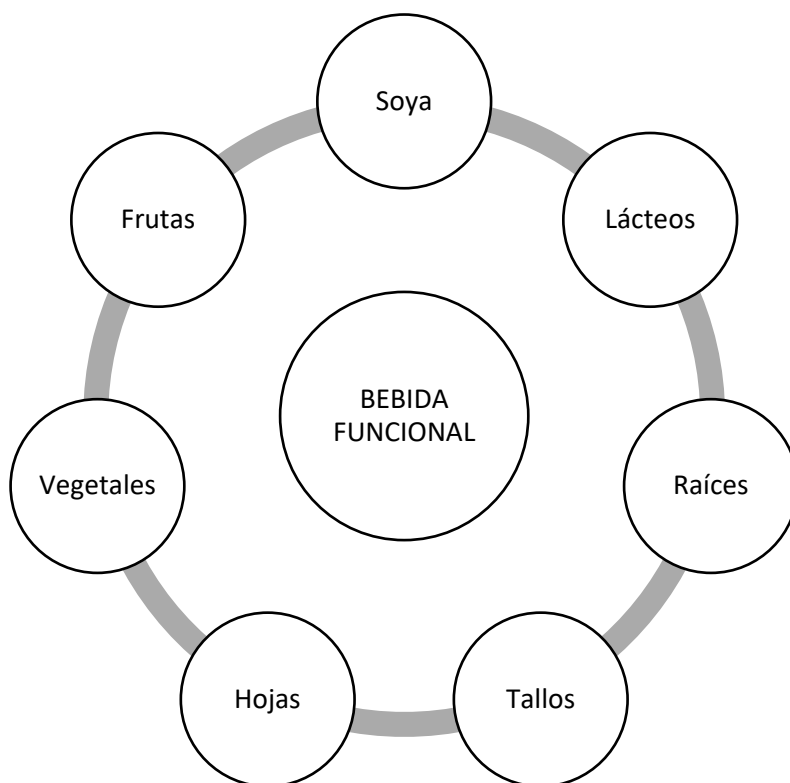 Soya
Frutas
Lácteos
BEBIDA
FUNCIONAL
Vegetales
Raíces
Hojas
Tallos